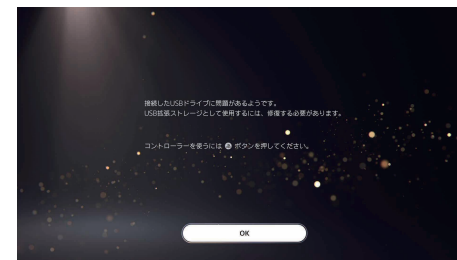 接続したUSBドライブに問題があるようです。
USB拡張ストレージとして使用するには、修復する必要があります。
コントローラーを使うには ボタンを押してください。
OK